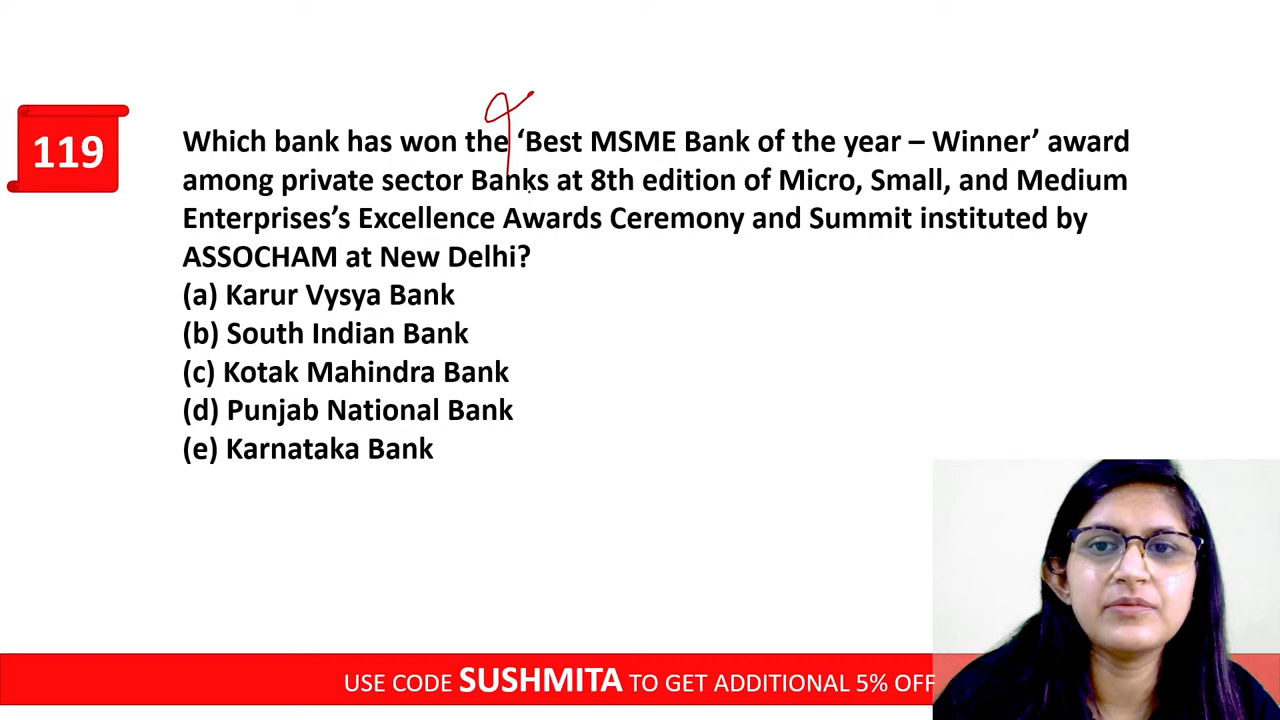 119
Which bank has won the ‘Best MSME Bank of the year – Winner’ award
among private sector Banks at 8th edition of Micro, Small, and Medium
Enterprises’s Excellence Awards Ceremony and Summit instituted by
ASSOCHAM at New Delhi?
(a) Karur Vysya Bank
(b) South Indian Bank
(c) Kotak Mahindra Bank
(d) Punjab National Bank
(e) Karnataka Bank
USE CODE SUSHMITA TO GET ADDITIONAL 5% OFF